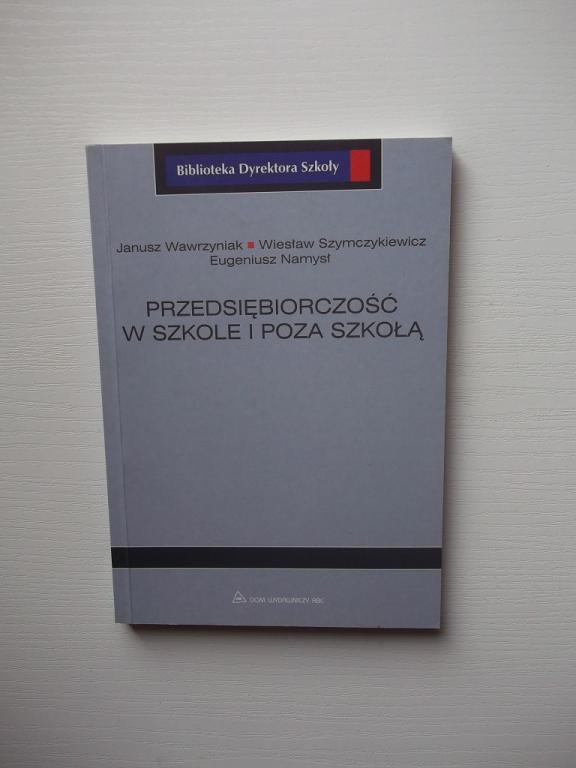 Biblioteka Dyrektora Szkoły
Janusz Wawrzyniak ■ Wiesław Szymczykiewicz
Eugeniusz Namysł
PRZEDSIĘBIORCZOŚĆ
W SZKOLE I POZA SZKOŁĄ
DOM WYDAWNICZY ABC